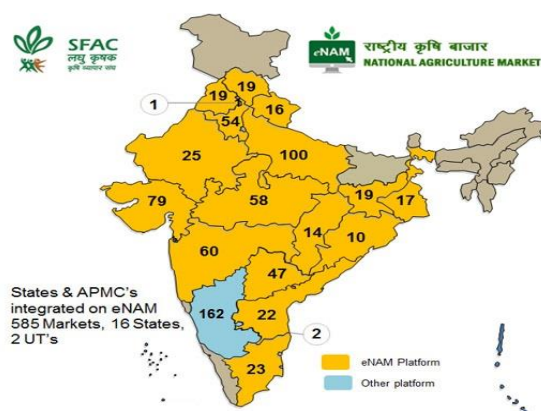 SFAC
लघु कृषक
कृषि व्यापार संघ
eNAM
राष्ट्रीय कृषि बाजार
NATIONAL AGRICULTURE MARKET
19
19
1
16
54
25
100
79
58
19
17
14
10
60
47
States & APMC's
integrated on eNAM
585 Markets, 16 States,
2 UT's
162
22
2
23
eNAM Platform
Other platform